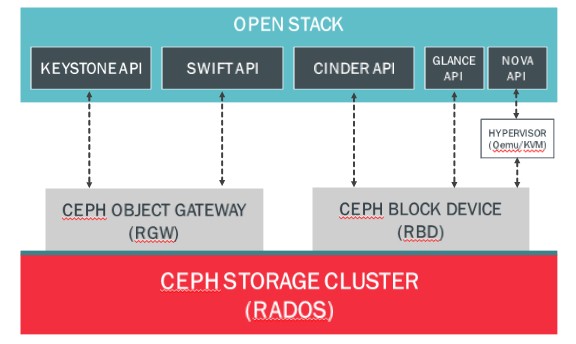 OPEN STACK
KEYSTONE API
SWIFT API
CINDER API
GLANCE
API
NOVA
API
HYPERVISOR
(Qemu/KVM)
CEPH OBJECT GATEWAY
(RGW)
CEPH BLOCK DEVICE
(RBD)
CEPH STORAGE CLUSTER
(RADOS)